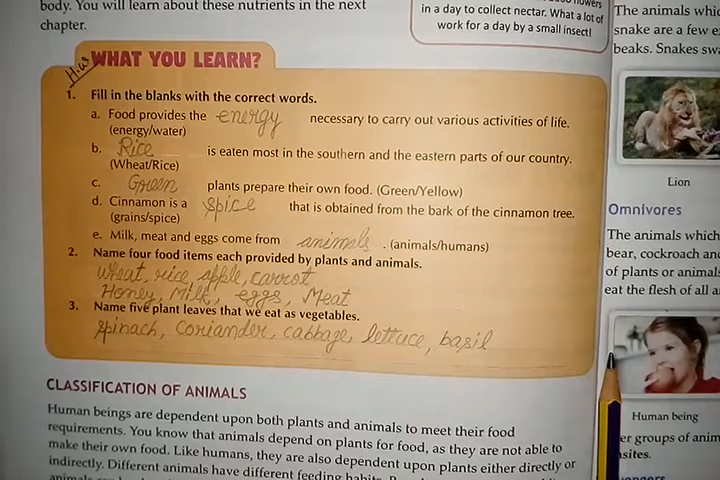 body. You will learn about these nutrients in the next
chapter.
flowers
in a day to collect nectar. What a lot of
work for a day by a small insect!
H.W
WHAT YOU LEARN?
1. Fill in the blanks with the correct words.
a. Food provides the energy necessary to carry out various activities of life.
(energy/water)
b. Rice is eaten most in the southern and the eastern parts of our country.
(Wheat/Rice)
c. Green plants prepare their own food. (Green/Yellow)
d. Cinnamon is a spice that is obtained from the bark of the cinnamon tree.
(grains/spice)
e. Milk, meat and eggs come from animals. (animals/humans)
2. Name four food items each provided by plants and animals.
wheat, rice, apple, carrot
Honey, Milk, eggs, Meat
3. Name five plant leaves that we eat as vegetables.
spinach, coriander, cabbage, lettuce, basil
CLASSIFICATION OF ANIMALS
Human beings are dependent upon both plants and animals to meet their food
requirements. You know that animals depend on plants for food, as they are not able to
make their own food. Like humans, they are also dependent upon plants either directly or
indirectly. Different animals have different feeding habits.
The animals
snake are a few
beaks. Snakes
Lion
Omnivores
The animals which
bear, cockroach
of plants or
eat the flesh of all
Human being
groups of